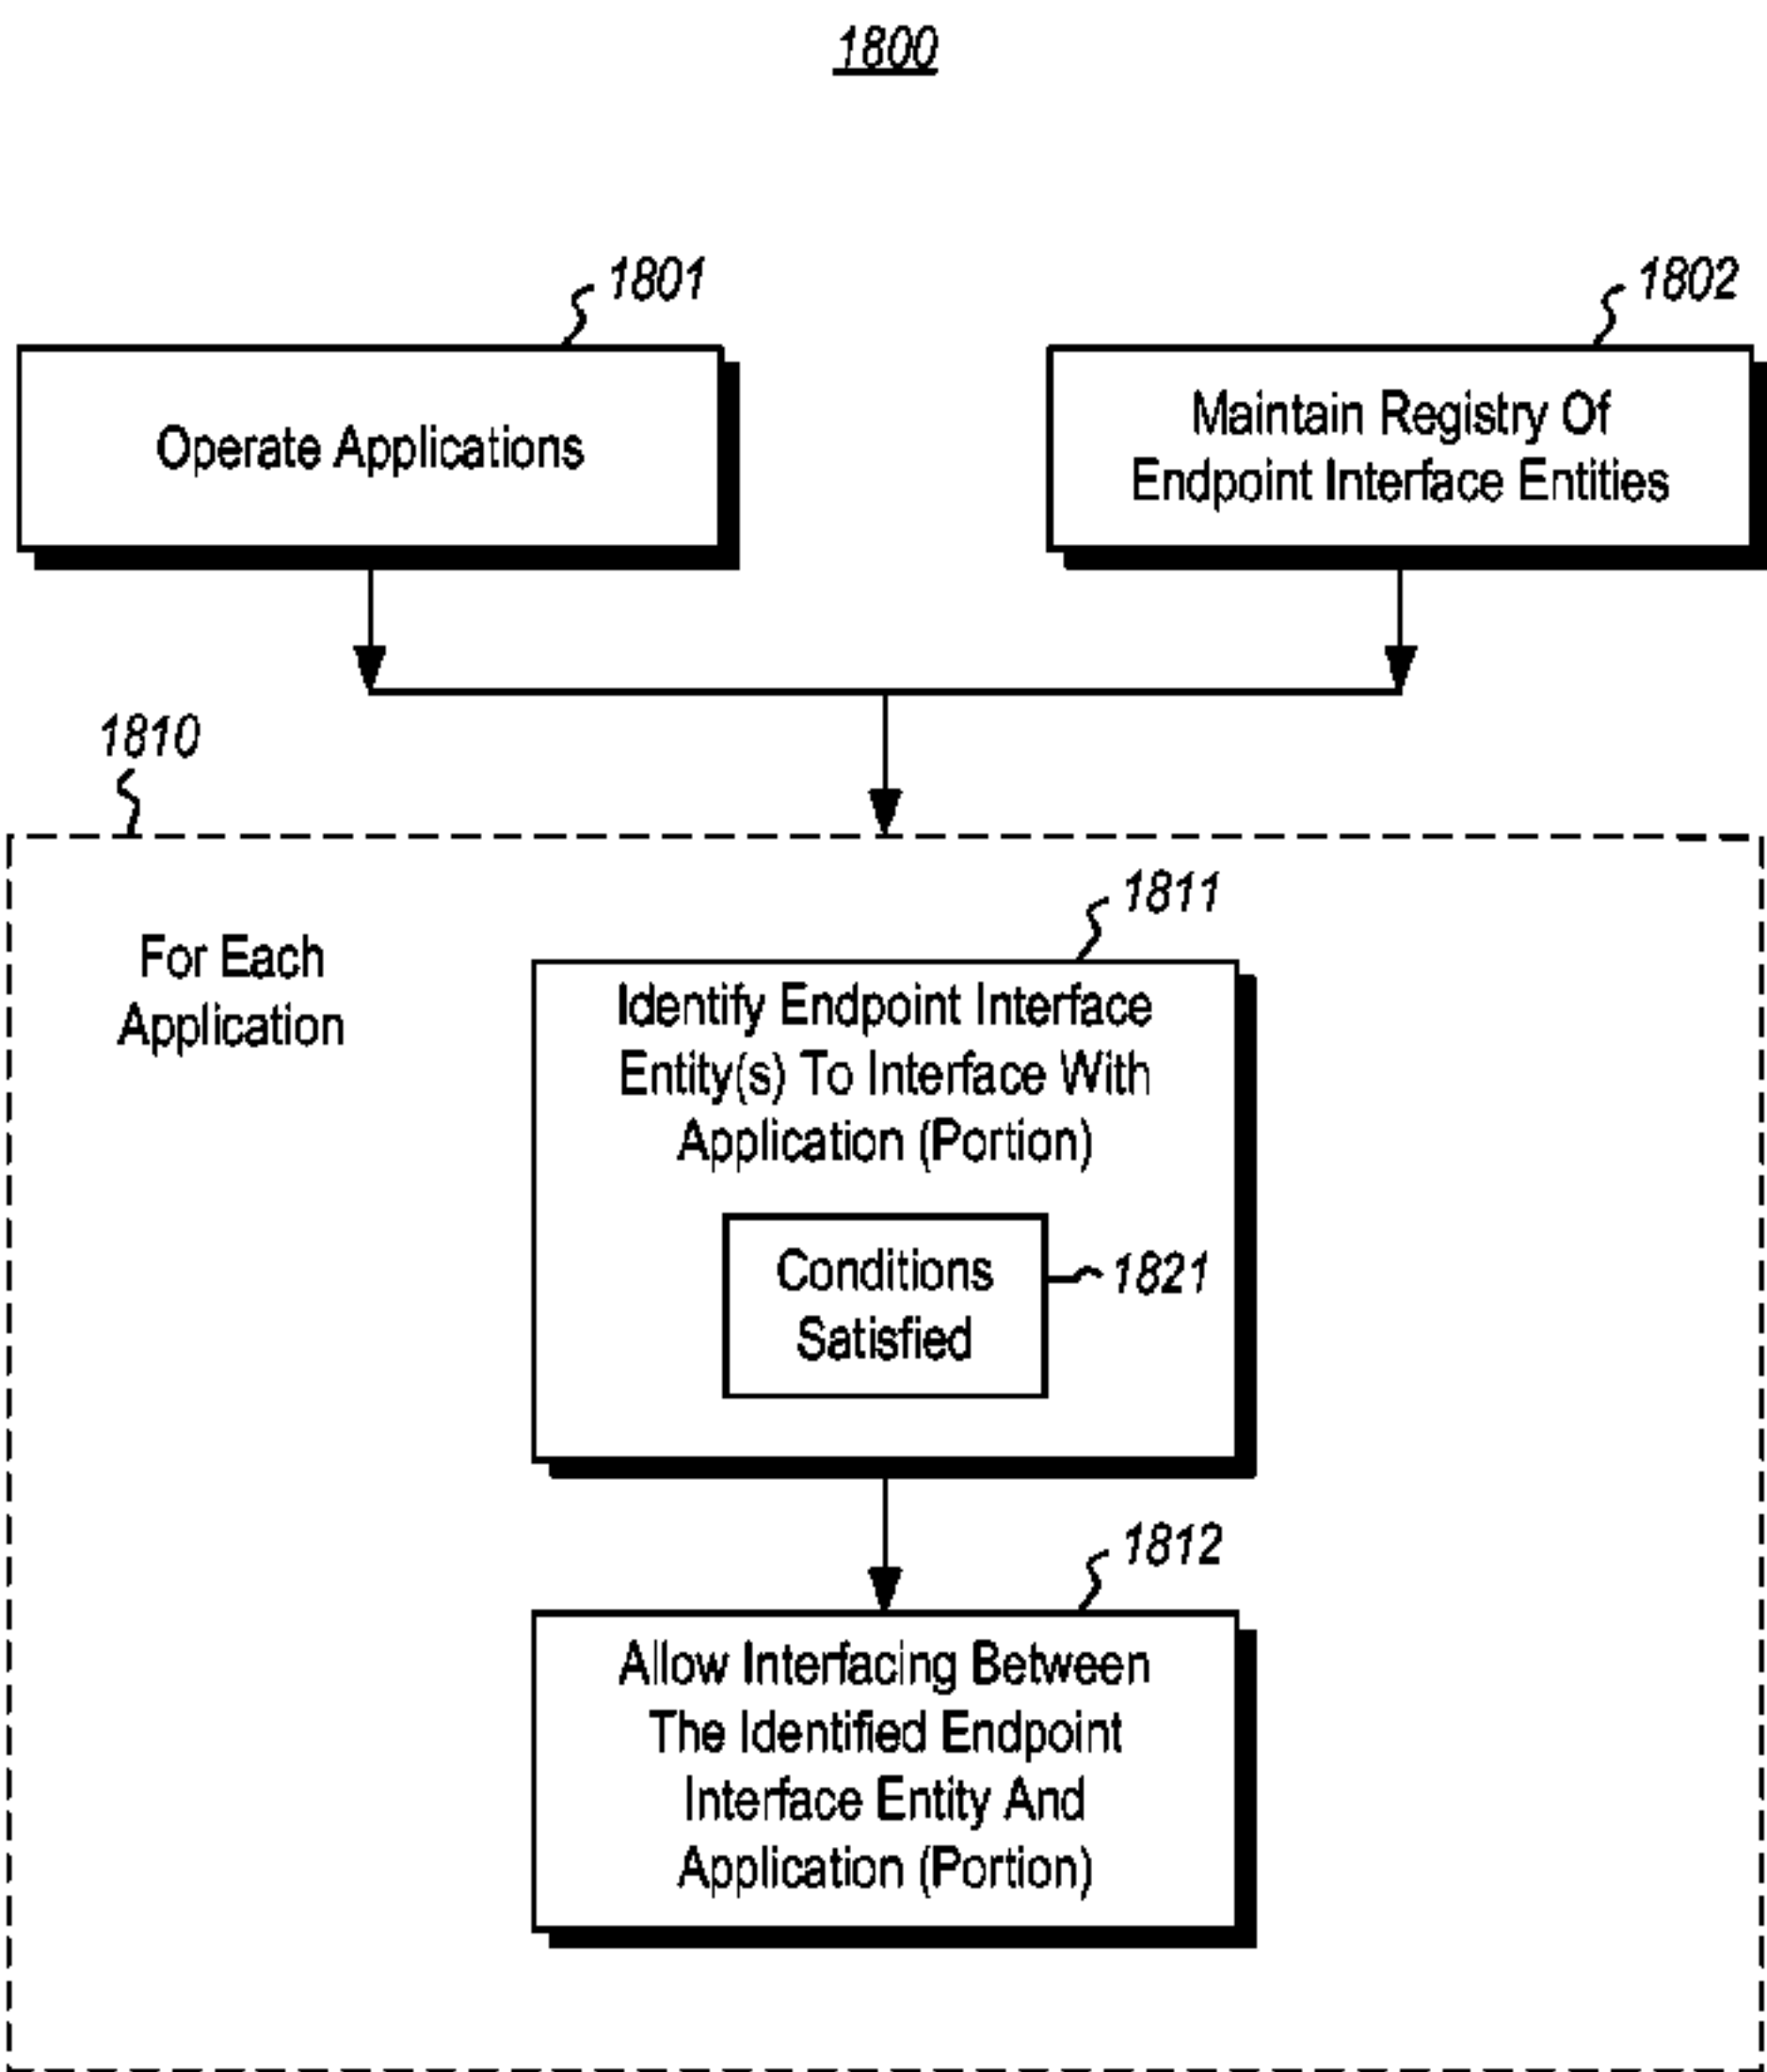 1800
1801
Operate Applications
1802
Maintain Registry Of
Endpoint Interface Entities
1810
For Each
Application
1811
Identify Endpoint Interface
Entity(s) To Interface With
Application (Portion)
Conditions
Satisfied
1821
1812
Allow Interfacing Between
The Identified Endpoint
Interface Entity And
Application (Portion)